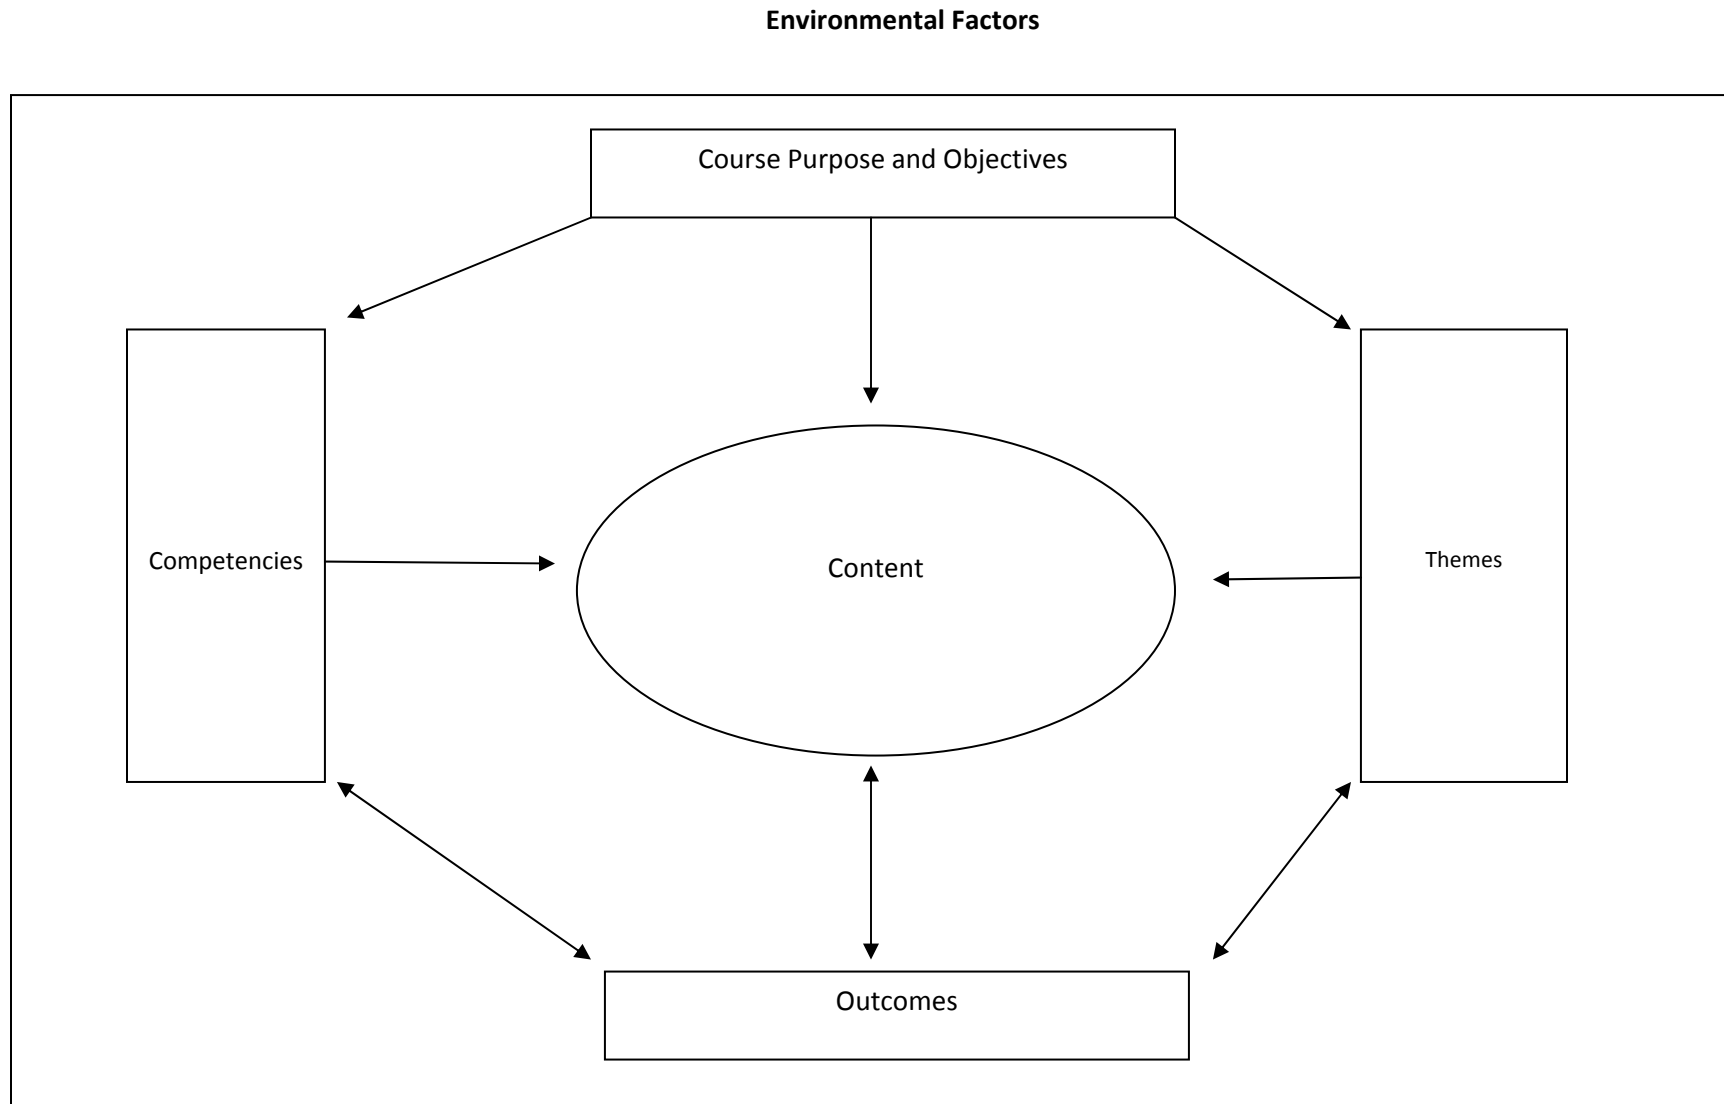 Environmental Factors
Course Purpose and Objectives
Competencies
Content
Themes
Outcomes